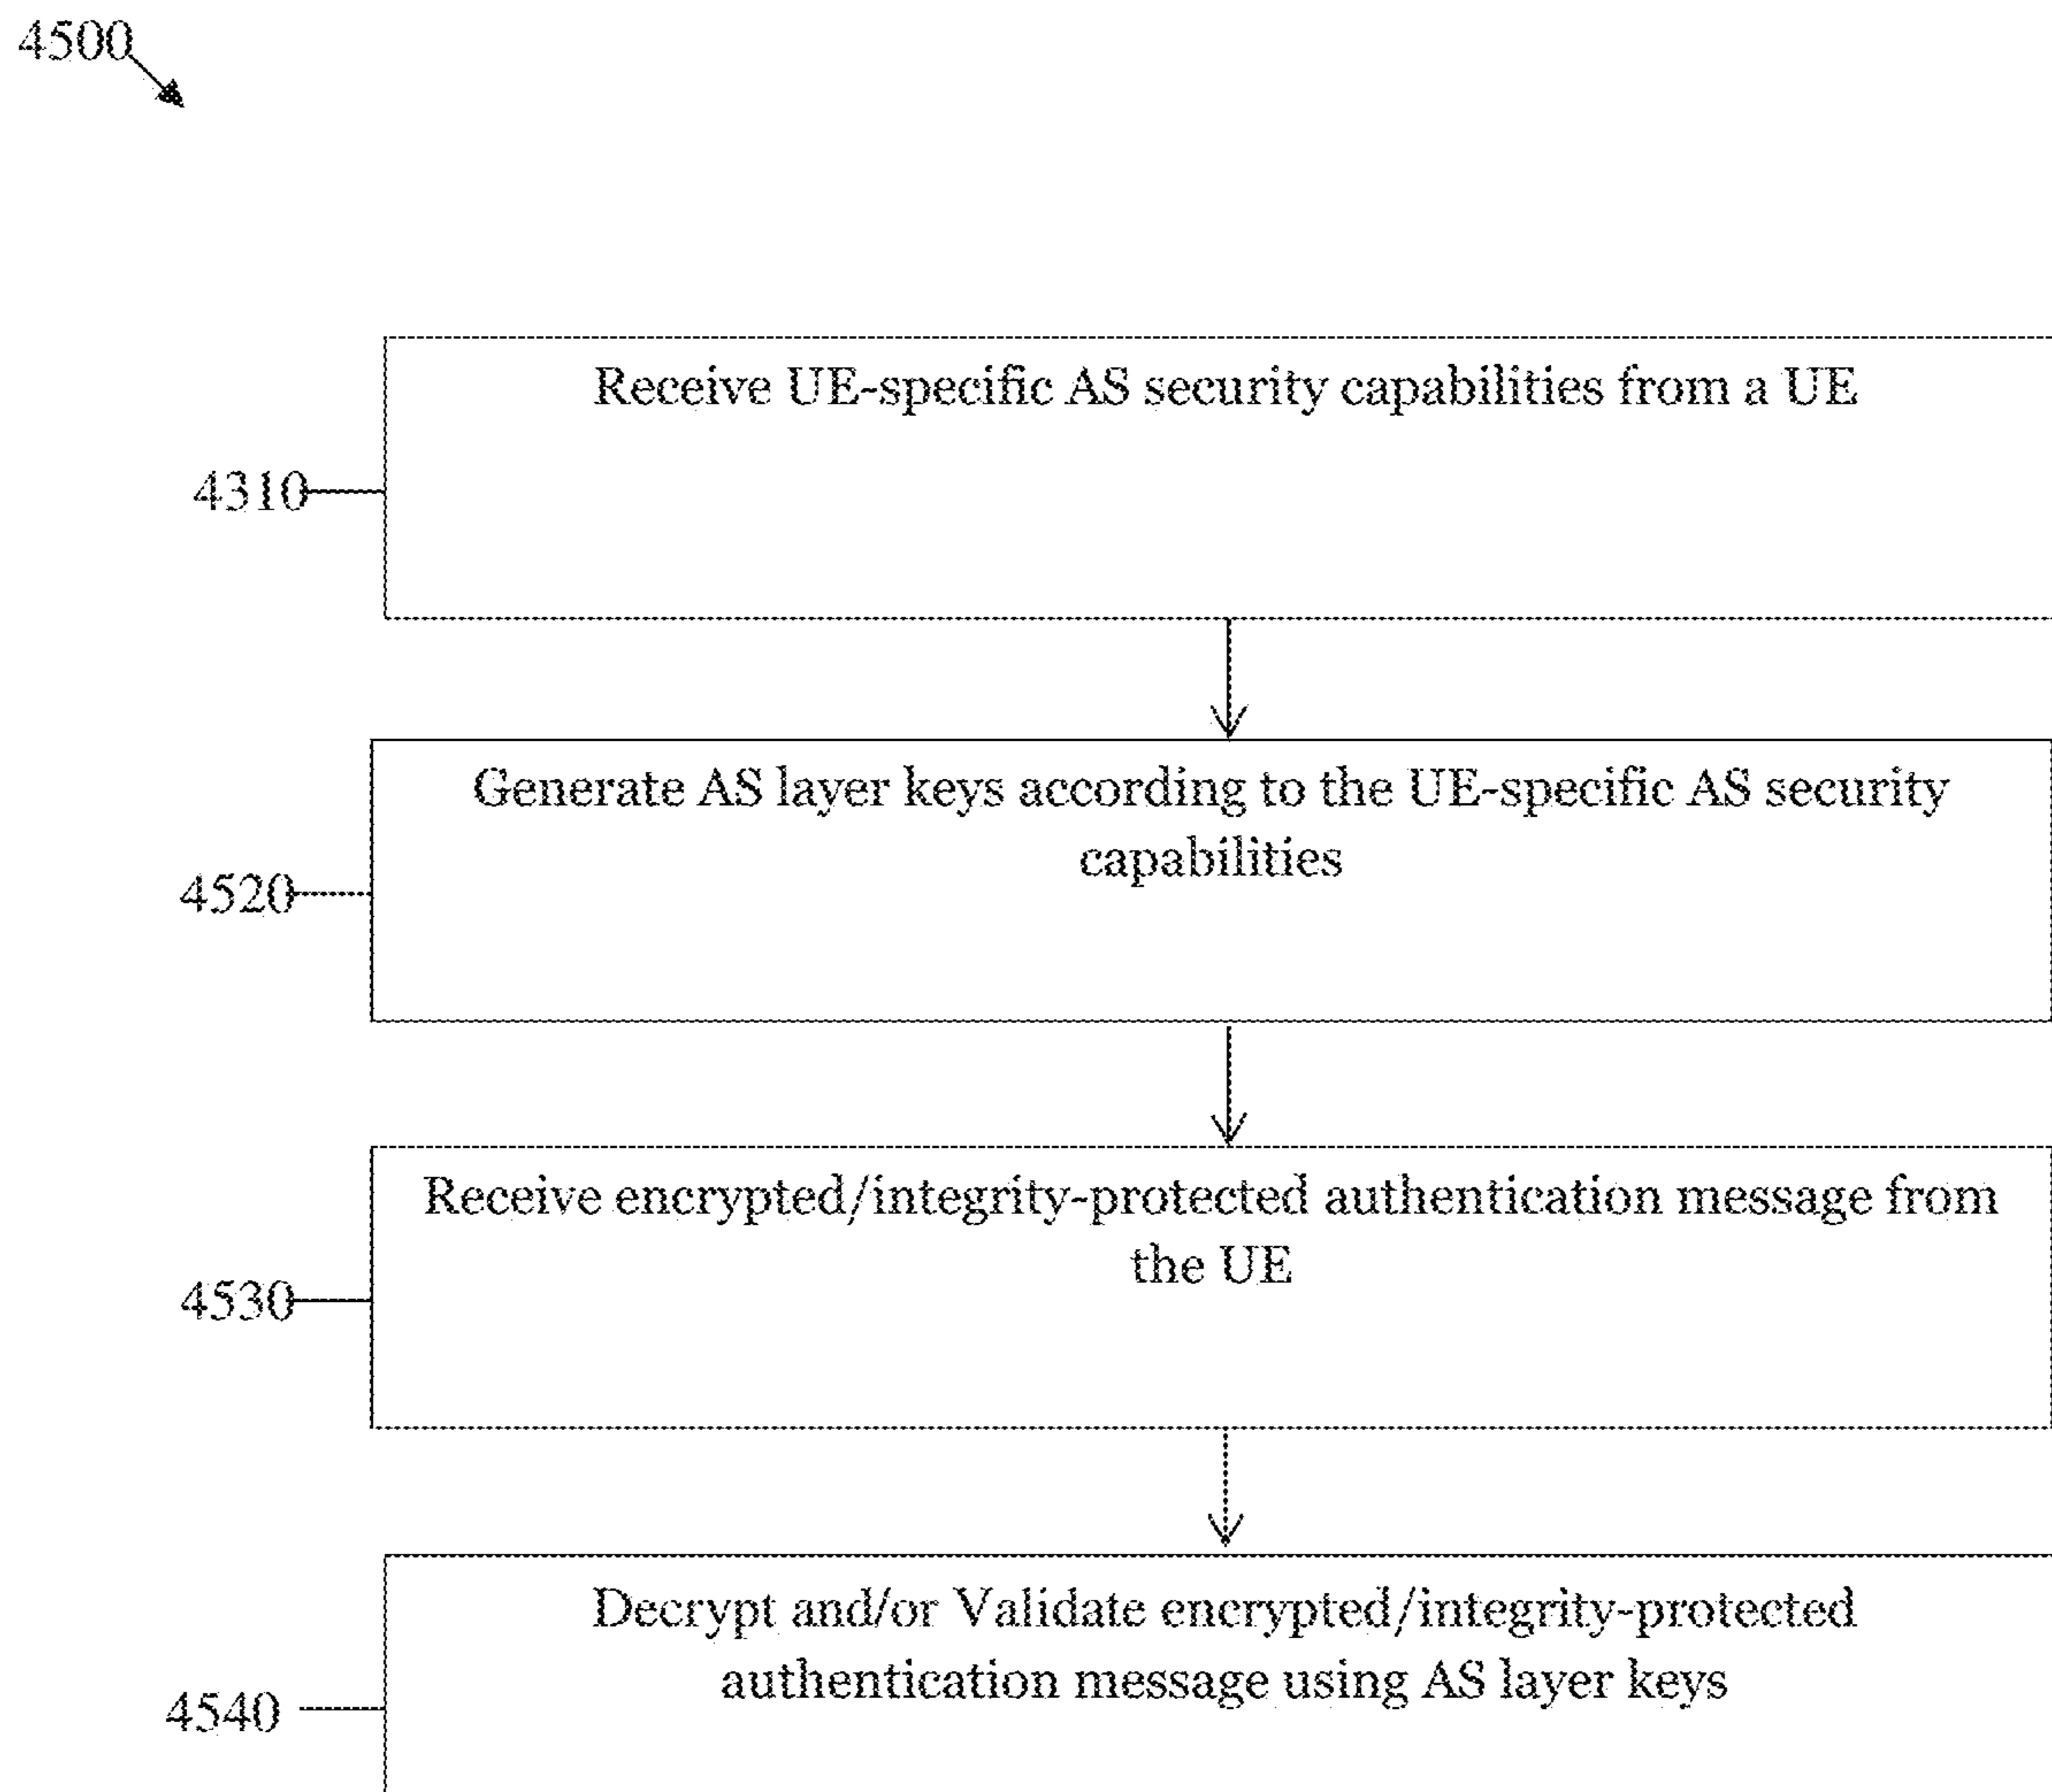 4500
Receive UE-specific AS security capabilities from a UE
4310
Generate AS layer keys according to the UE-specific AS security
capabilities
4520
Receive encrypted/integrity-protected authentication message from
the UE
4530
Decrypt and/or Validate encrypted/integrity-protected
authentication message using AS layer keys
4540